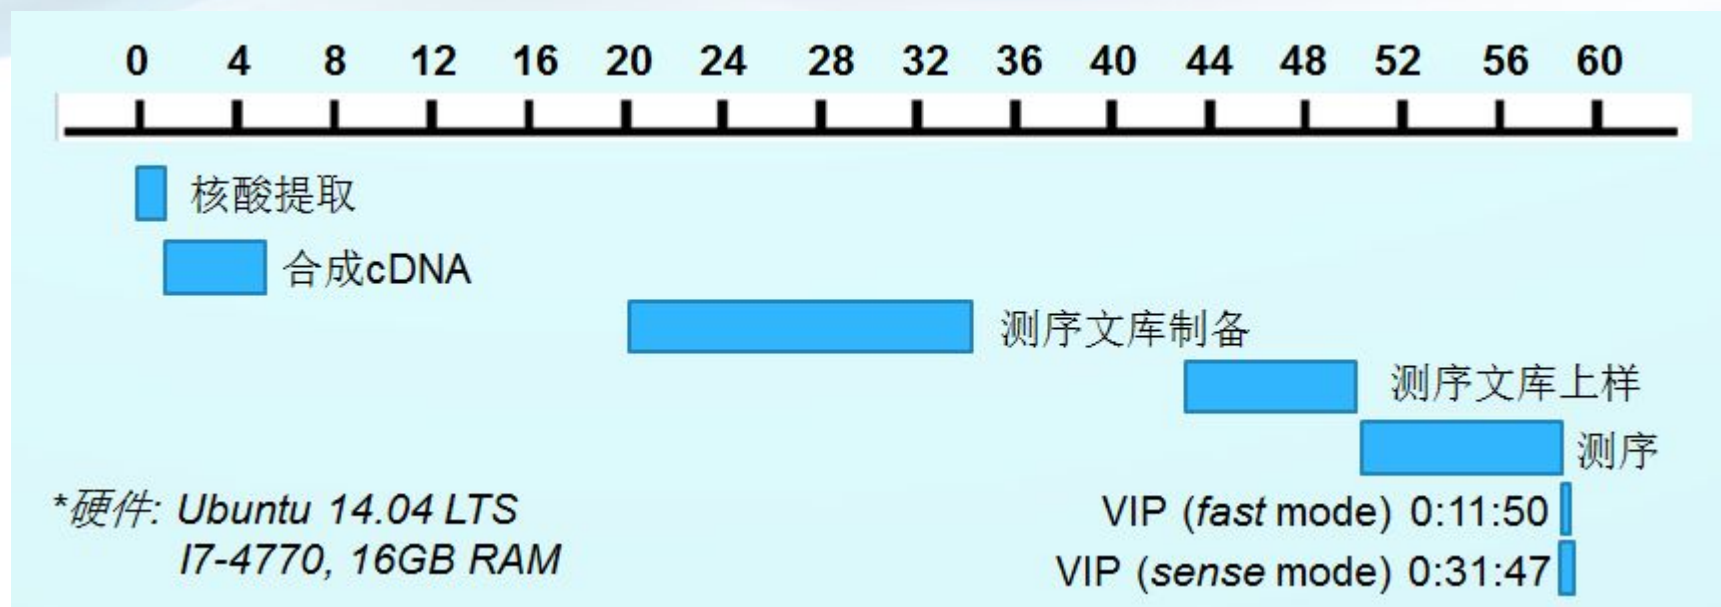 0 4 8 12 16 20 24 28 32 36 40 44 48 52 56 60
核酸提取
合成cDNA
测序文库制备
测序文库上样
测序
*硬件: Ubuntu 14.04 LTS
I7-4770, 16GB RAM
VIP (fast mode) 0:11:50
VIP (sense mode) 0:31:47